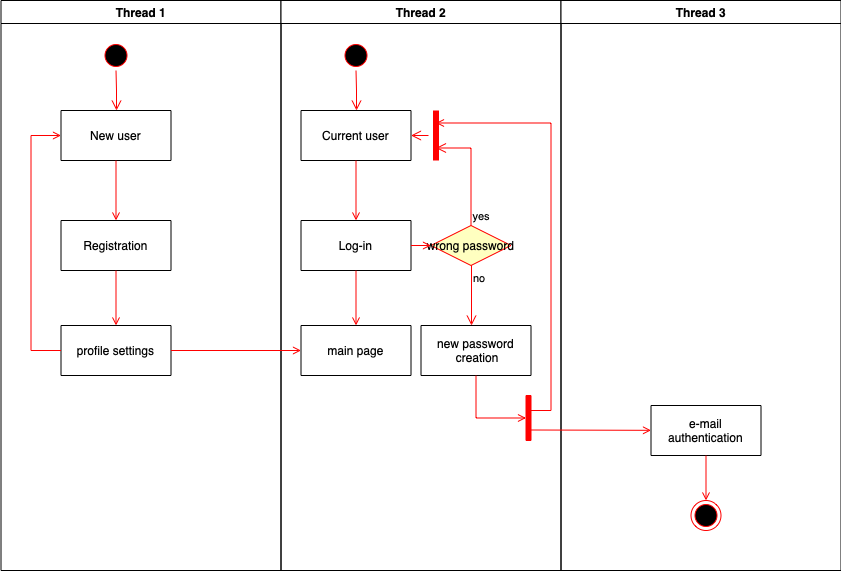 Thread 1
Thread 2
Thread 3
New user
Current user
yes
Registration
Log-in
wrong password
no
profile settings
main page
new password
creation
e-mail
authentication